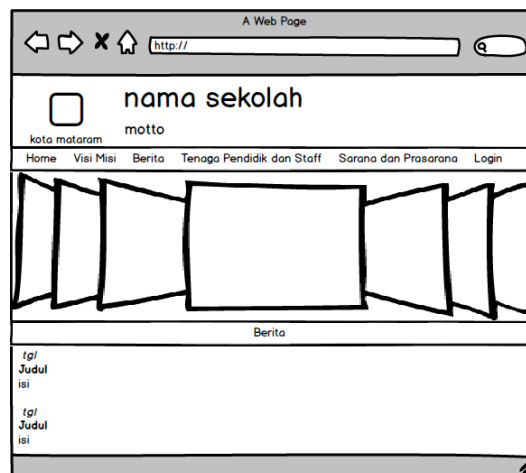 A Web Page
http://
nama sekolah
motto
kota mataram
Home Visi Misi Berita Tenaga Pendidik dan Staff Sarana dan Prasarana Login
Berita
tgl
Judul
isi
tgl
Judul
isi